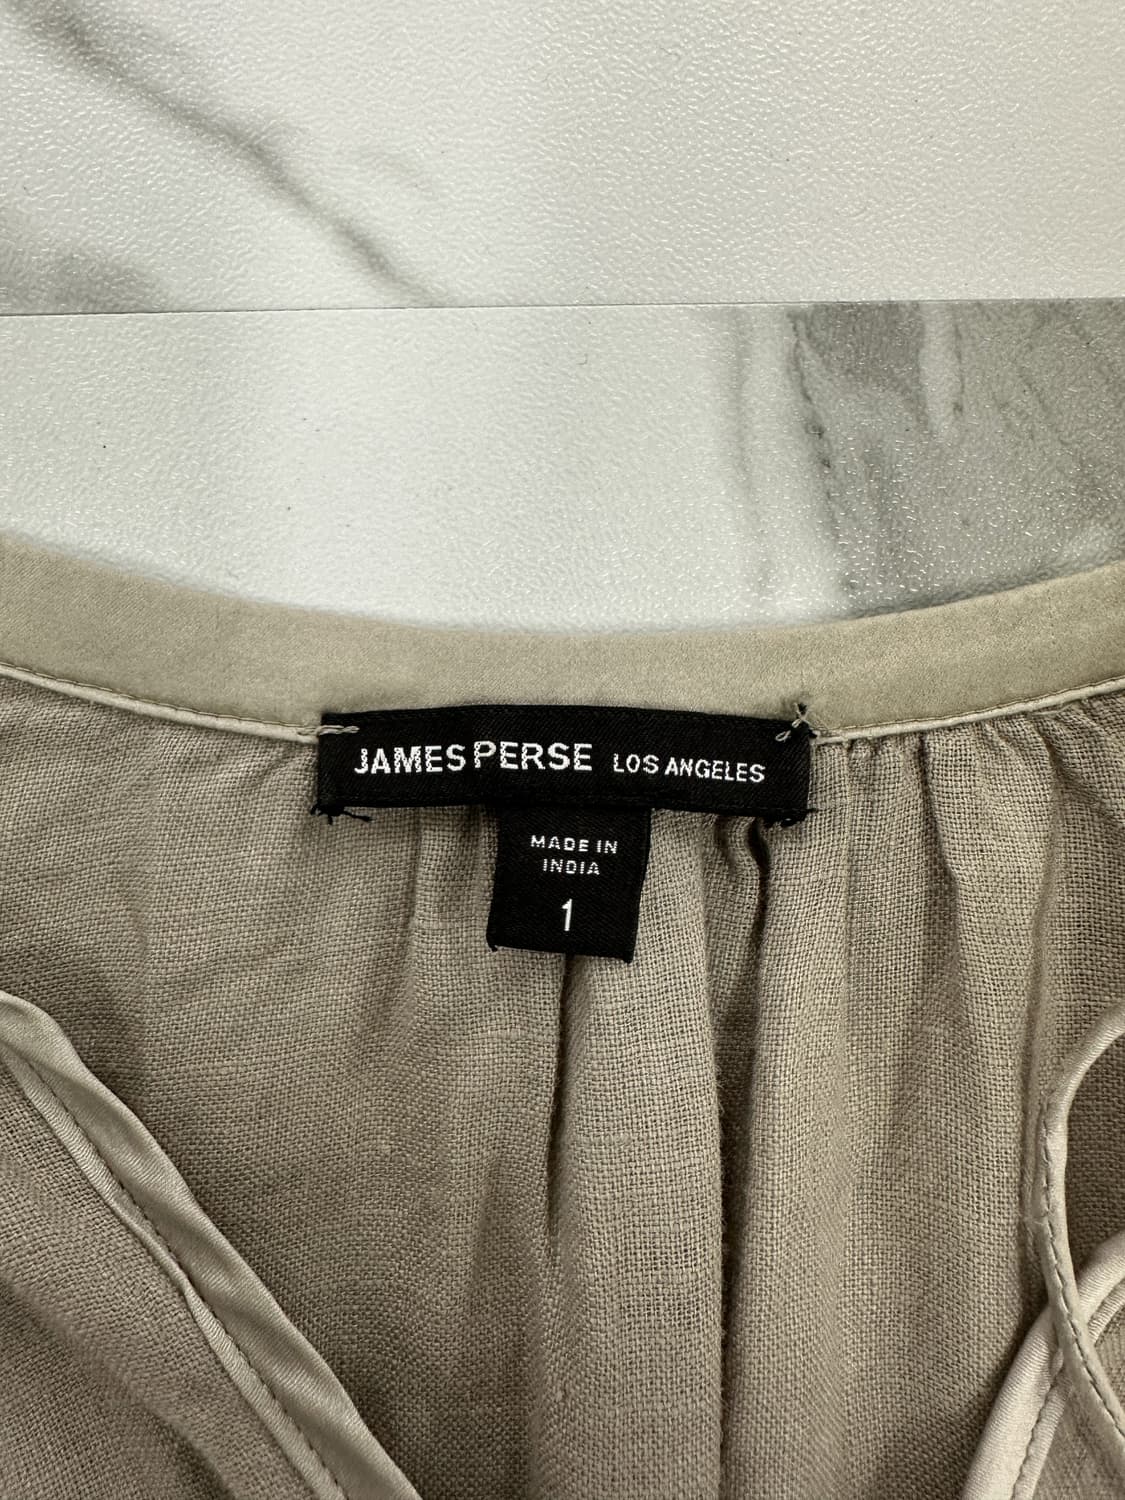 JAMES PERSE LOS ANGELES
MADE IN
INDIA
1